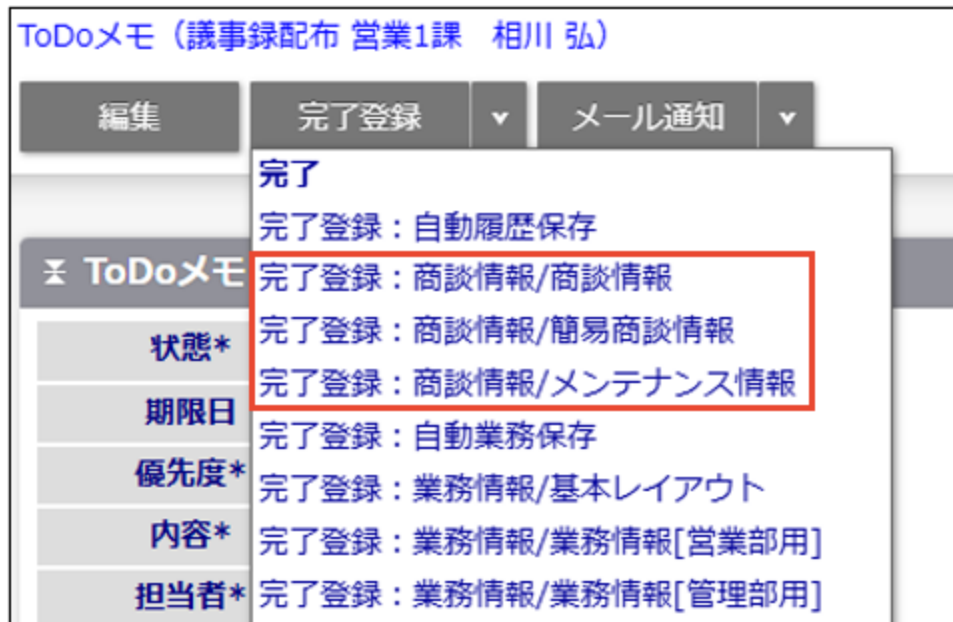 ToDoメモ（議事録配布 営業1課　相川 弘）
編集 完了登録 メール通知
完了
完了登録：自動履歴保存
ToDoメモ
完了登録：商談情報/商談情報
状態*
完了登録：商談情報/簡易商談情報
完了登録：商談情報/メンテナンス情報
期限日
完了登録：自動業務保存
優先度*
完了登録：業務情報/基本レイアウト
内容*
完了登録：業務情報/業務情報[営業部用]
担当者*
完了登録：業務情報/業務情報[管理部用]